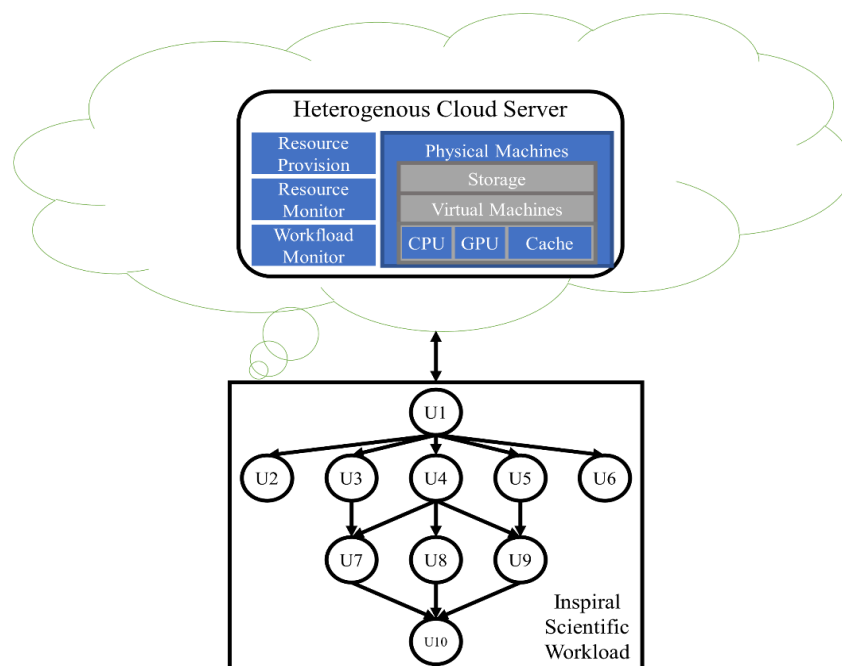 Heterogenous Cloud Server
Resource
Provision
Resource
Monitor
Workfload
Monitor
Physical Machines
Storage
Virtual Machines
CPU
GPU
Cache
U1
U2
U3
U4
U5
U6
U7
U8
U9
U10
Inspiral
Scientific
Workload